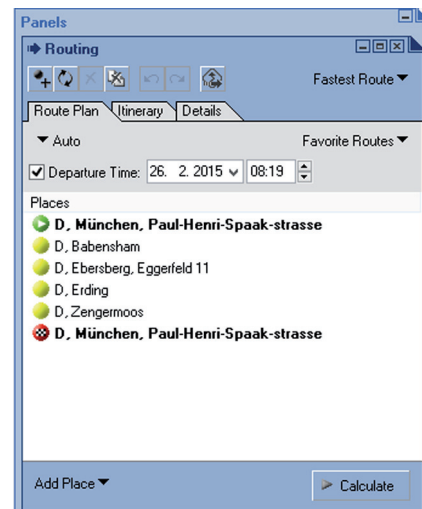 Panels
Routing
Fastest Route
Route Plan Itinerary Details
Auto Favorite Routes
Departure Time: 26. 2. 2015 08:19
Places
D, München, Paul-Henri-Spaak-strasse
D, Babensham
D, Ebersberg, Eggerfeld 11
D, Erding
D, Zengermoos
D, München, Paul-Henri-Spaak-strasse
Add Place Calculate